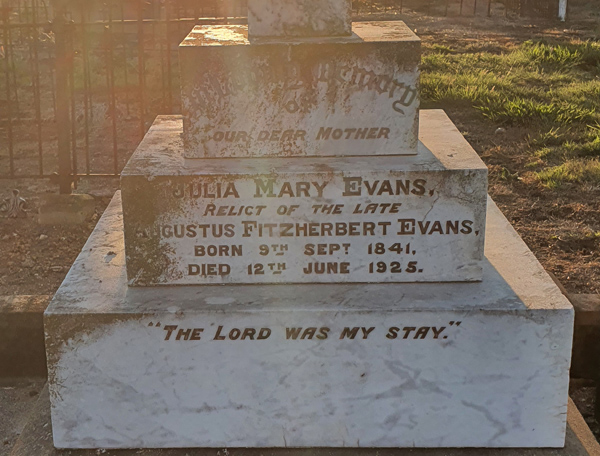 Memory
OF
OUR DEAR MOTHER
JULIA MARY EVANS,
RELICT OF THE LATE
AUGUSTUS FITZHERBERT EVANS,
BORN 9TH SEPT. 1841,
DIED 12TH JUNE 1925.
"THE LORD WAS MY STAY."